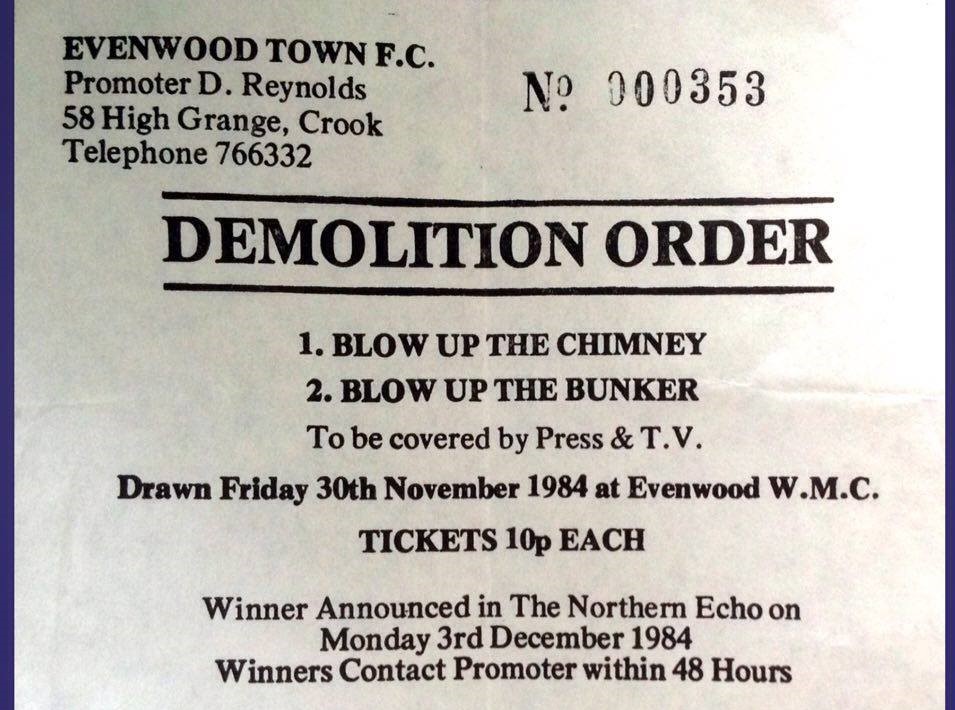 EVENWOOD TOWN F.C.
Promoter D. Reynolds
58 High Grange, Crook
Telephone 766332
Nº 000353
DEMOLITION ORDER
1. BLOW UP THE CHIMNEY
2. BLOW UP THE BUNKER
To be covered by Press & T.V.
Drawn Friday 30th November 1984 at Evenwood W.M.C.
TICKETS 10p EACH
Winner Announced in The Northern Echo on
Monday 3rd December 1984
Winners Contact Promoter within 48 Hours